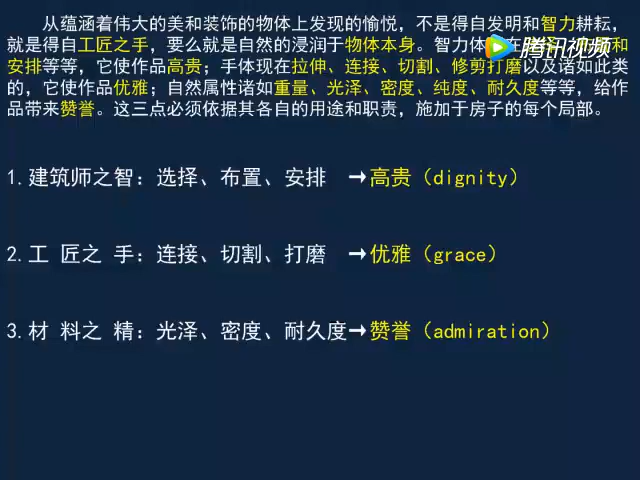 从蕴涵着伟大的美和装饰的物体上发现的愉悦，不是得自发明和智力耕耘，
就是得自工匠之手，要么就是自然的浸润于物体本身。智力体现在
腾讯视频
和
安排等等，它使作品高贵；手体现在拉伸、连接、切割、修剪打磨以及诸如此类
的，它使作品优雅；自然属性诸如重量、光泽、密度、纯度、耐久度等等，给作
品带来赞誉。这三点必须依据其各自的用途和职责，施加于房子的每个局部。
1.建筑师之智：选择、布置、安排 →高贵（dignity）
2.工 匠之 手：连接、切割、打磨 →优雅（grace）
3.材 料之 精：光泽、密度、耐久度→赞誉（admiration）